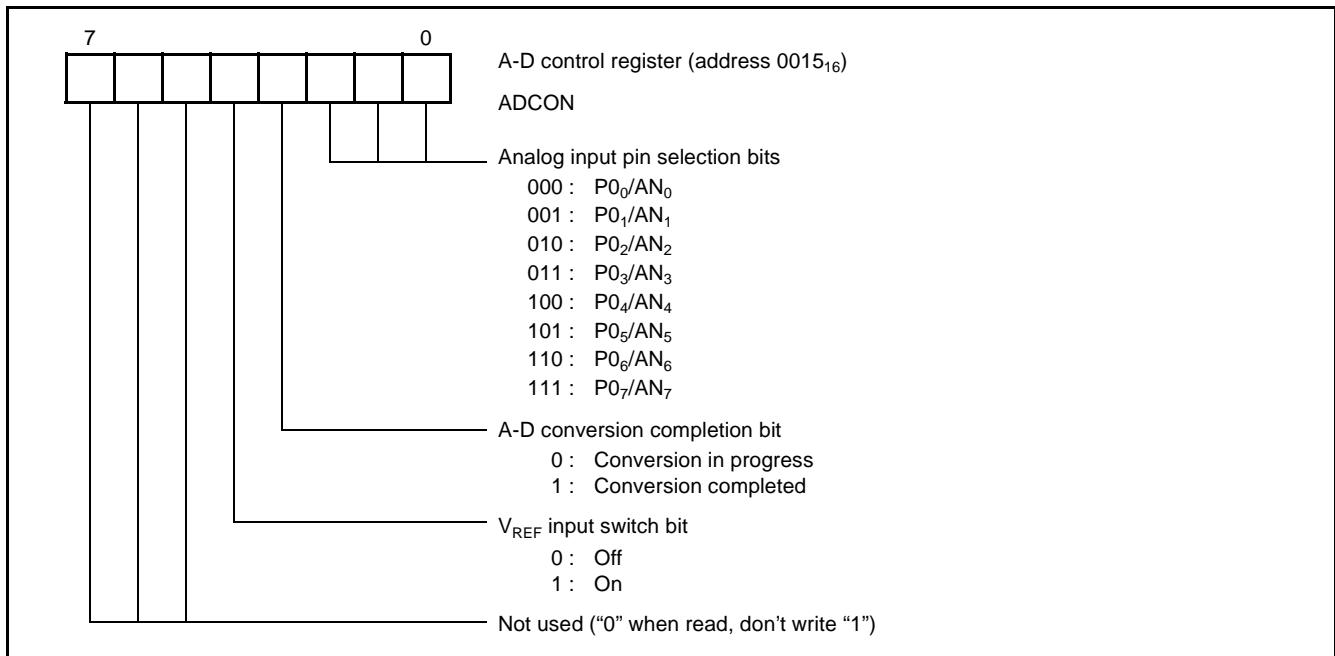 7 0
A-D control register (address 0015₁₆)
ADCON
Analog input pin selection bits
000 : P0₀/AN₀
001 : P0₁/AN₁
010 : P0₂/AN₂
011 : P0₃/AN₃
100 : P0₄/AN₄
101 : P0₅/AN₅
110 : P0₆/AN₆
111 : P0₇/AN₇
A-D conversion completion bit
0 : Conversion in progress
1 : Conversion completed
V_REF input switch bit
0 : Off
1 : On
Not used (“0” when read, don’t write “1”)